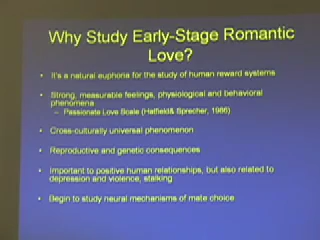 Why Study Early-Stage Romantic
Love?
• It's a natural euphoria for the study of human reward systems
• Strong, measurable feelings, physiological and behavioral
phenomena
– Passionate Love Scale (Hatfield& Sprecher, 1986)
• Cross-culturally universal phenomenon
• Reproductive and genetic consequences
• Important to positive human relationships, but also related to
depression and violence, stalking
• Begin to study neural mechanisms of mate choice